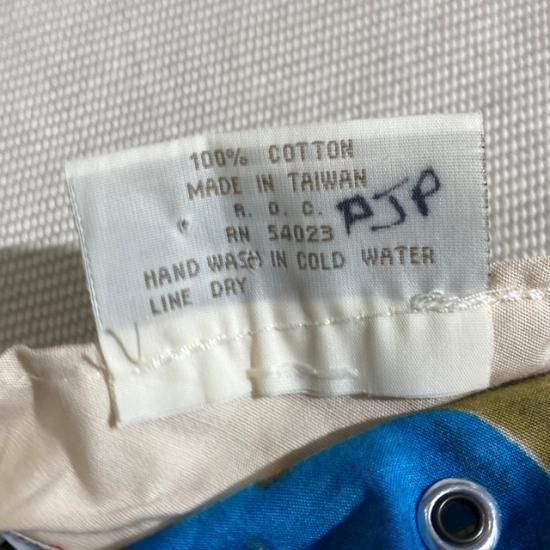 100% COTTON
MADE IN TAIWAN
R. O. C.
PJP
RN 54023
HAND WASH IN COLD WATER
LINE DRY